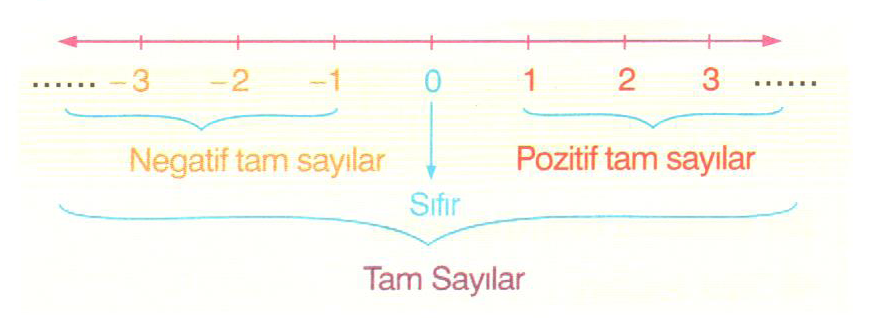 ...... –3 –2 –1 0 1 2 3 ......
Negatif tam sayılar Pozitif tam sayılar
Sıfır
Tam Sayılar